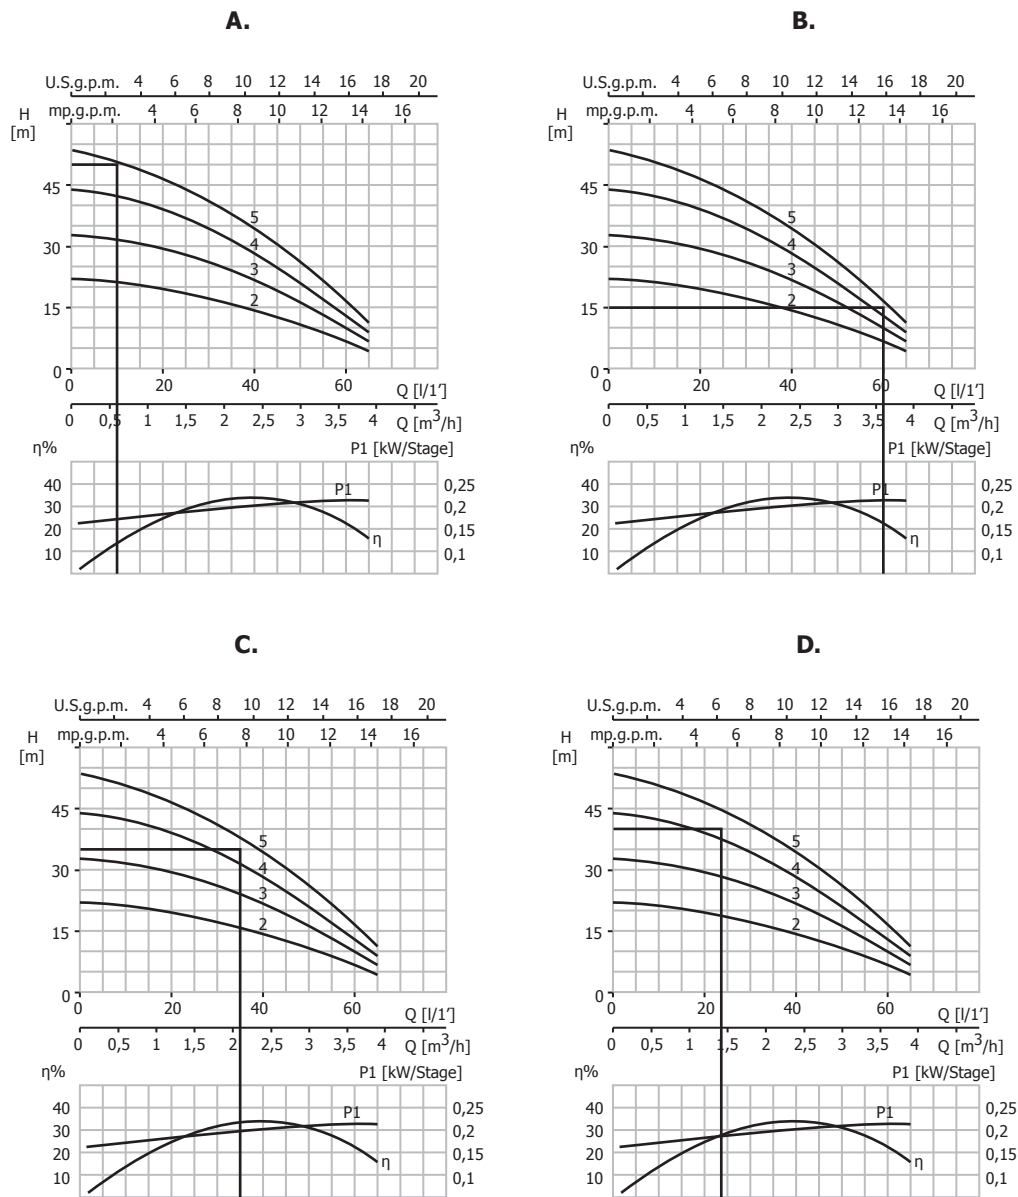 A.
U.S.g.p.m. 4 6 8 10 12 14 16 18 20
mp.g.p.m. 4 6 8 10 12 14 16
H
[m]
45
30
15
0
5
4
3
2
0 20 40 60
Q [l/1']
0 0,5 1 1,5 2 2,5 3 3,5 4 Q [m³/h]
η% P1 [kW/Stage]
40 0,25
30 0,2
20 0,15
10 0,1
P1
η
B.
U.S.g.p.m. 4 6 8 10 12 14 16 18 20
mp.g.p.m. 4 6 8 10 12 14 16
H
[m]
45
30
15
0
5
4
3
2
0 20 40 60
Q [l/1']
0 0,5 1 1,5 2 2,5 3 3,5 4 Q [m³/h]
η% P1 [kW/Stage]
40 0,25
30 0,2
20 0,15
10 0,1
P1
η
C.
U.S.g.p.m. 4 6 8 10 12 14 16 18 20
mp.g.p.m. 4 6 8 10 12 14 16
H
[m]
45
30
15
0
5
4
3
2
0 20 40 60
Q [l/1']
0 0,5 1 1,5 2 2,5 3 3,5 4 Q [m³/h]
η% P1 [kW/Stage]
40 0,25
30 0,2
20 0,15
10 0,1
P1
η
D.
U.S.g.p.m. 4 6 8 10 12 14 16 18 20
mp.g.p.m. 4 6 8 10 12 14 16
H
[m]
45
30
15
0
5
4
3
2
0 20 40 60
Q [l/1']
0 0,5 1 1,5 2 2,5 3 3,5 4 Q [m³/h]
η% P1 [kW/Stage]
40 0,25
30 0,2
20 0,15
10 0,1
P1
η